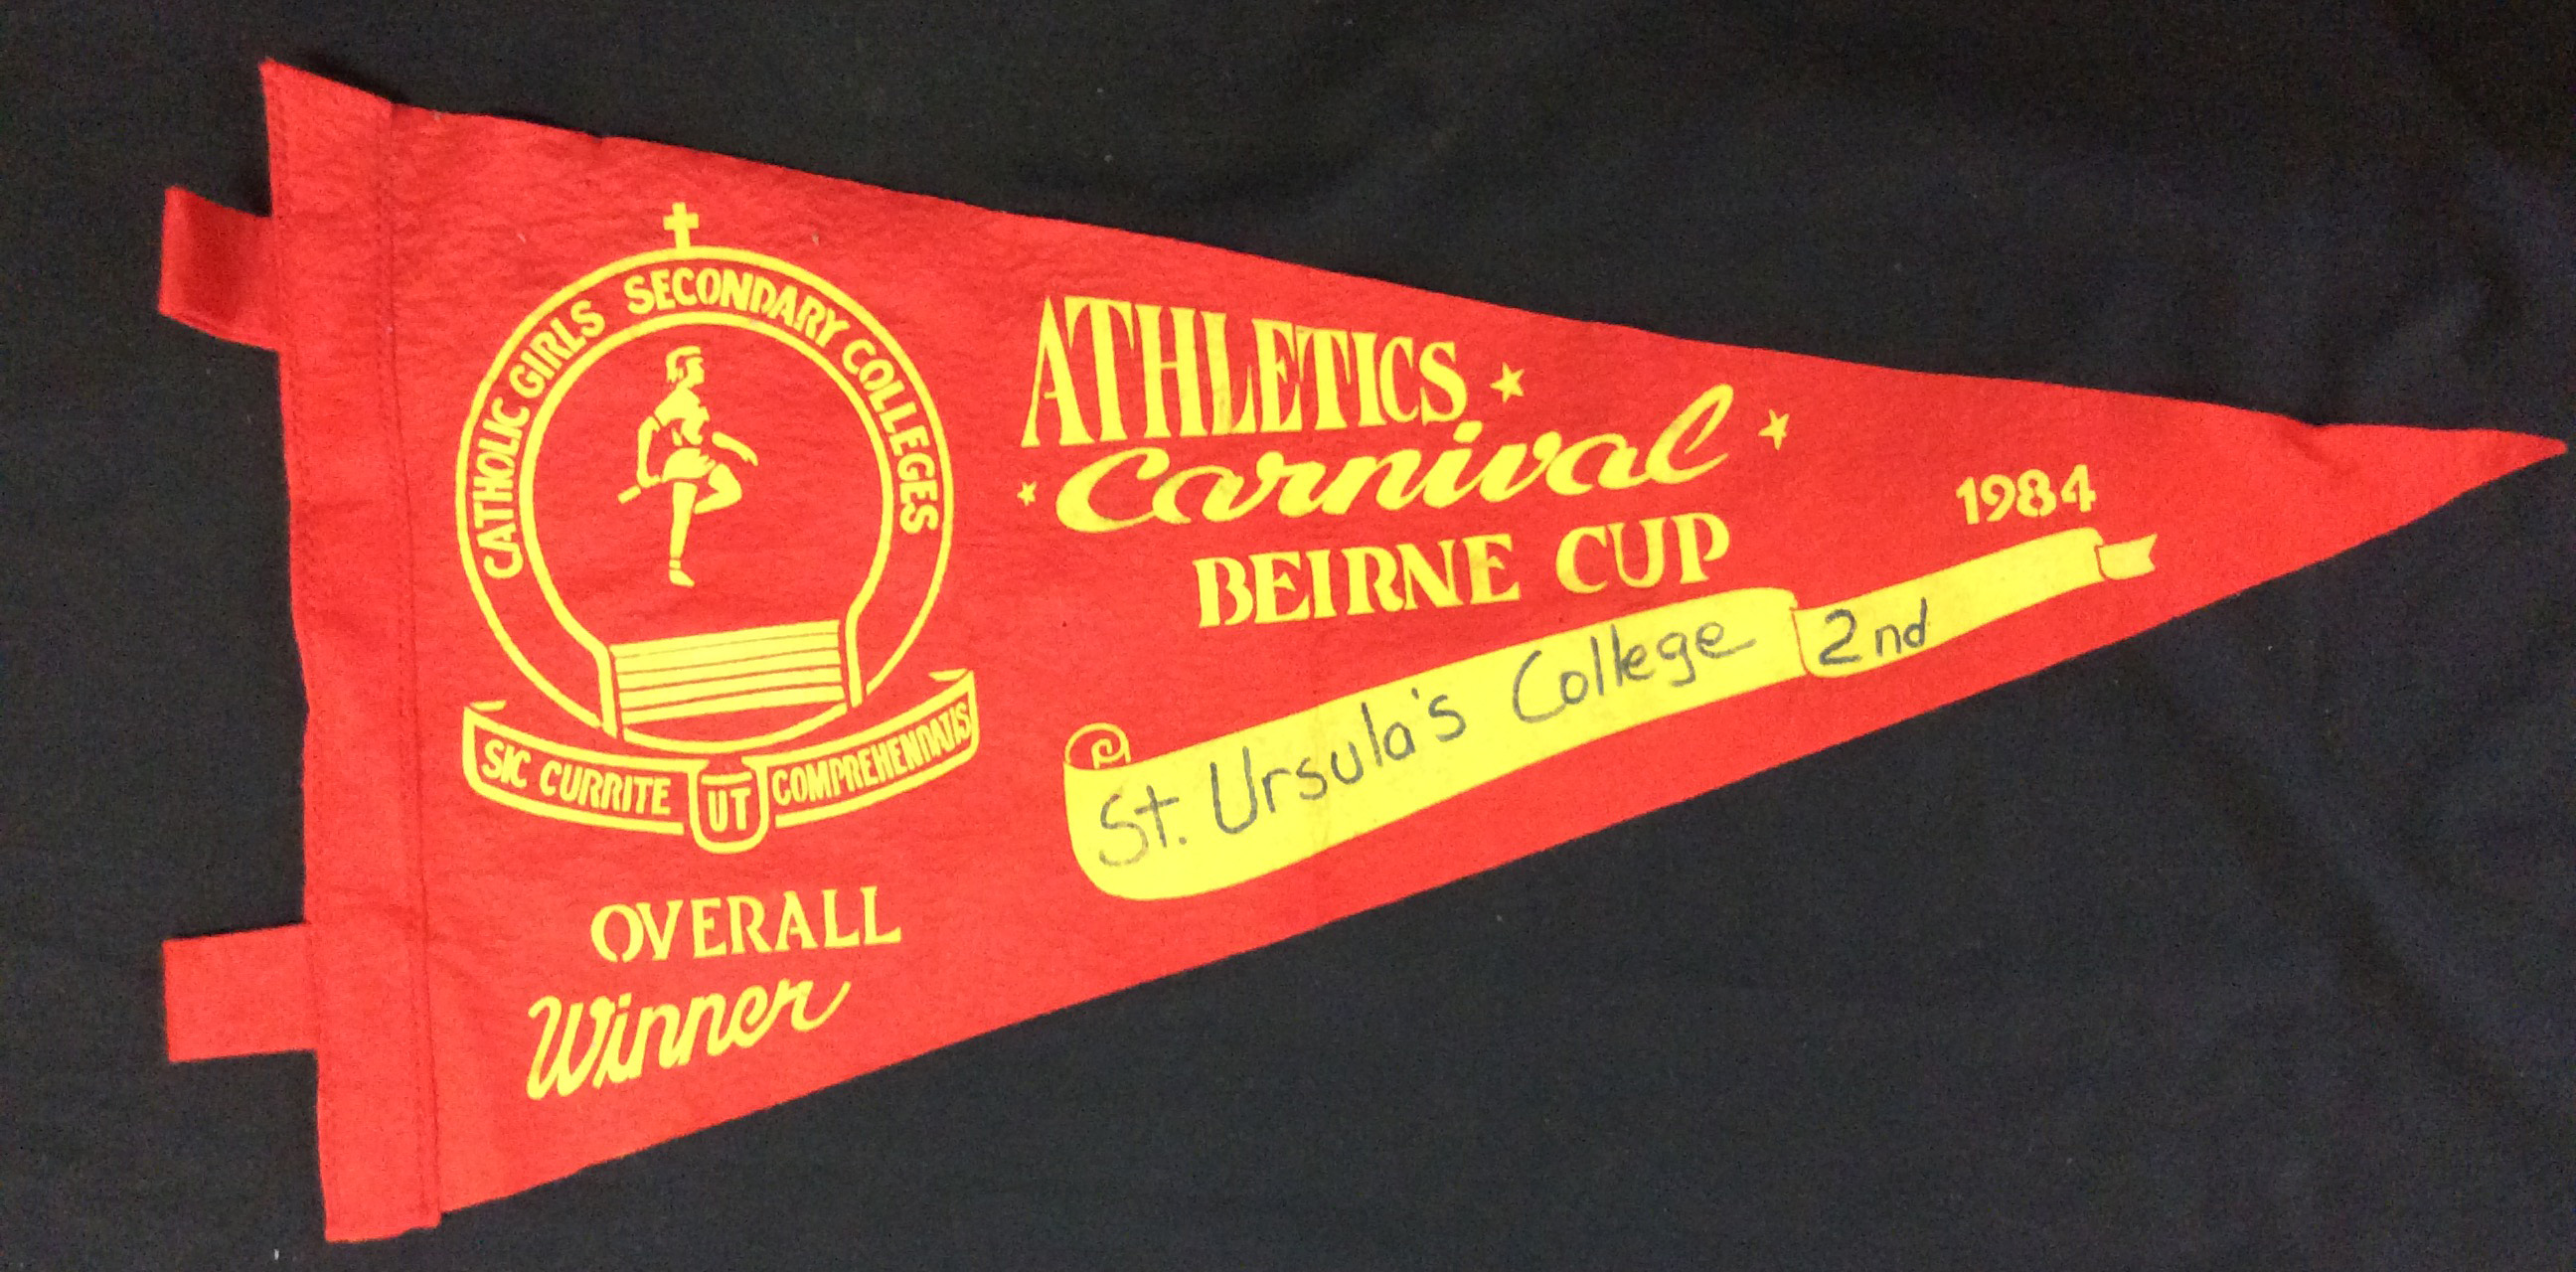 CATHOLIC GIRLS SECONDARY COLLEGES
SIC CURRITE UT COMPREHENDATIS
OVERALL
Winner
ATHLETICS
Carnival
BEIRNE CUP
1984
St. Ursula's College 2nd